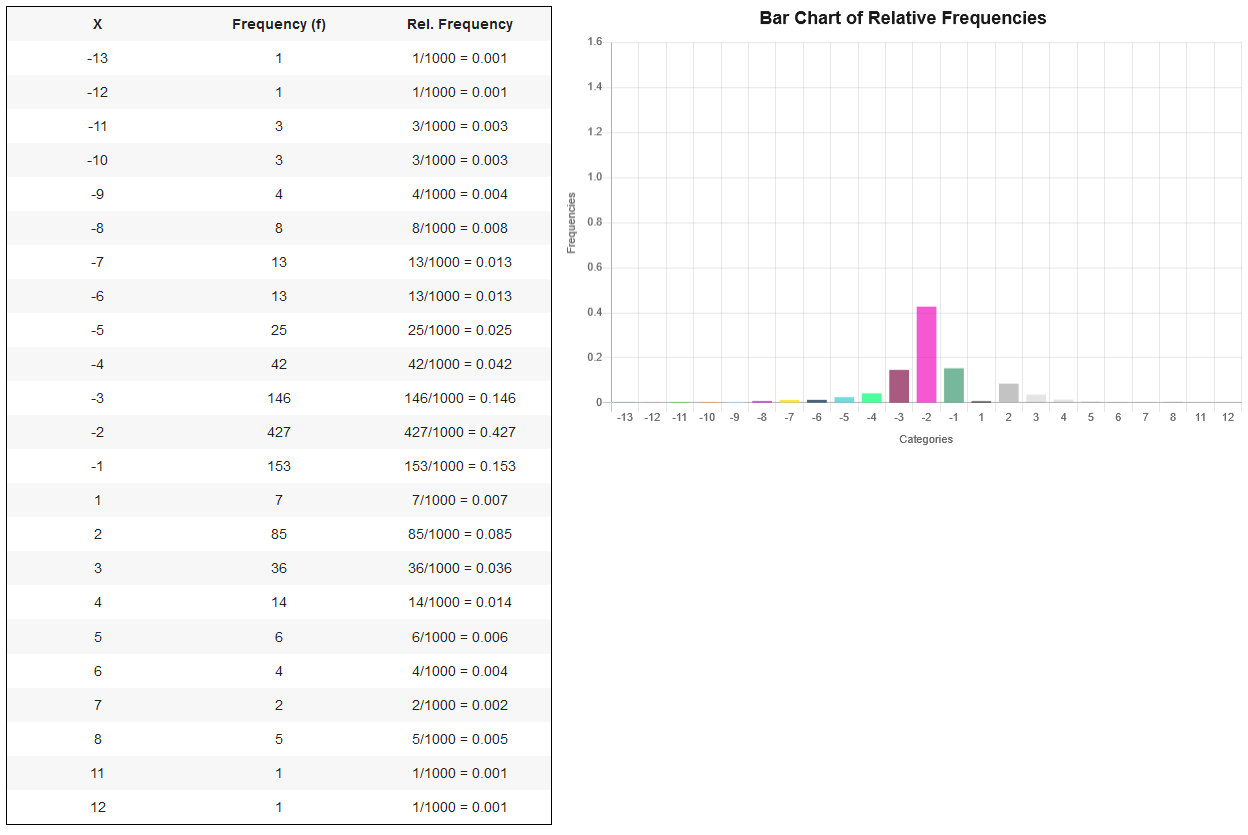 X Frequency (f) Rel. Frequency
-13 1 1/1000 = 0.001
-12 1 1/1000 = 0.001
-11 3 3/1000 = 0.003
-10 3 3/1000 = 0.003
-9 4 4/1000 = 0.004
-8 8 8/1000 = 0.008
-7 13 13/1000 = 0.013
-6 13 13/1000 = 0.013
-5 25 25/1000 = 0.025
-4 42 42/1000 = 0.042
-3 146 146/1000 = 0.146
-2 427 427/1000 = 0.427
-1 153 153/1000 = 0.153
1 7 7/1000 = 0.007
2 85 85/1000 = 0.085
3 36 36/1000 = 0.036
4 14 14/1000 = 0.014
5 6 6/1000 = 0.006
6 4 4/1000 = 0.004
7 2 2/1000 = 0.002
8 5 5/1000 = 0.005
11 1 1/1000 = 0.001
12 1 1/1000 = 0.001
Bar Chart of Relative Frequencies
1.6
1.4
1.2
1.0
0.8
0.6
0.4
0.2
0
Frequencies
-13 -12 -11 -10 -9 -8 -7 -6 -5 -4 -3 -2 -1 1 2 3 4 5 6 7 8 11 12
Categories